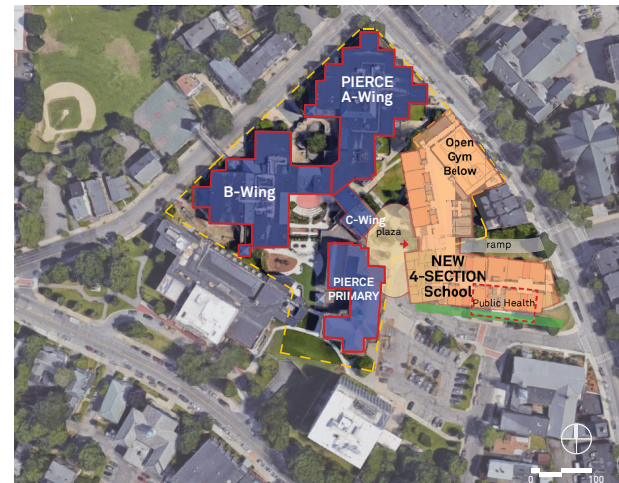 PIERCE
A-Wing
Open
Gym
Below
B-Wing
C-Wing
plaza
ramp
NEW
4-SECTION
School
PIERCE
PRIMARY
Public Health
0
100